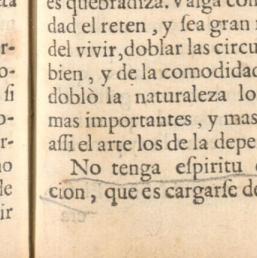 es quebradiza. Valga con
dad el reten, y ſea gran
del vivir, doblar las circu
bien, y de la comodidad
doblò la naturaleza lo
mas importantes, y mas
aſſi el arte los de la depe
No tenga eſpiritu
cion, que es cargarſe de